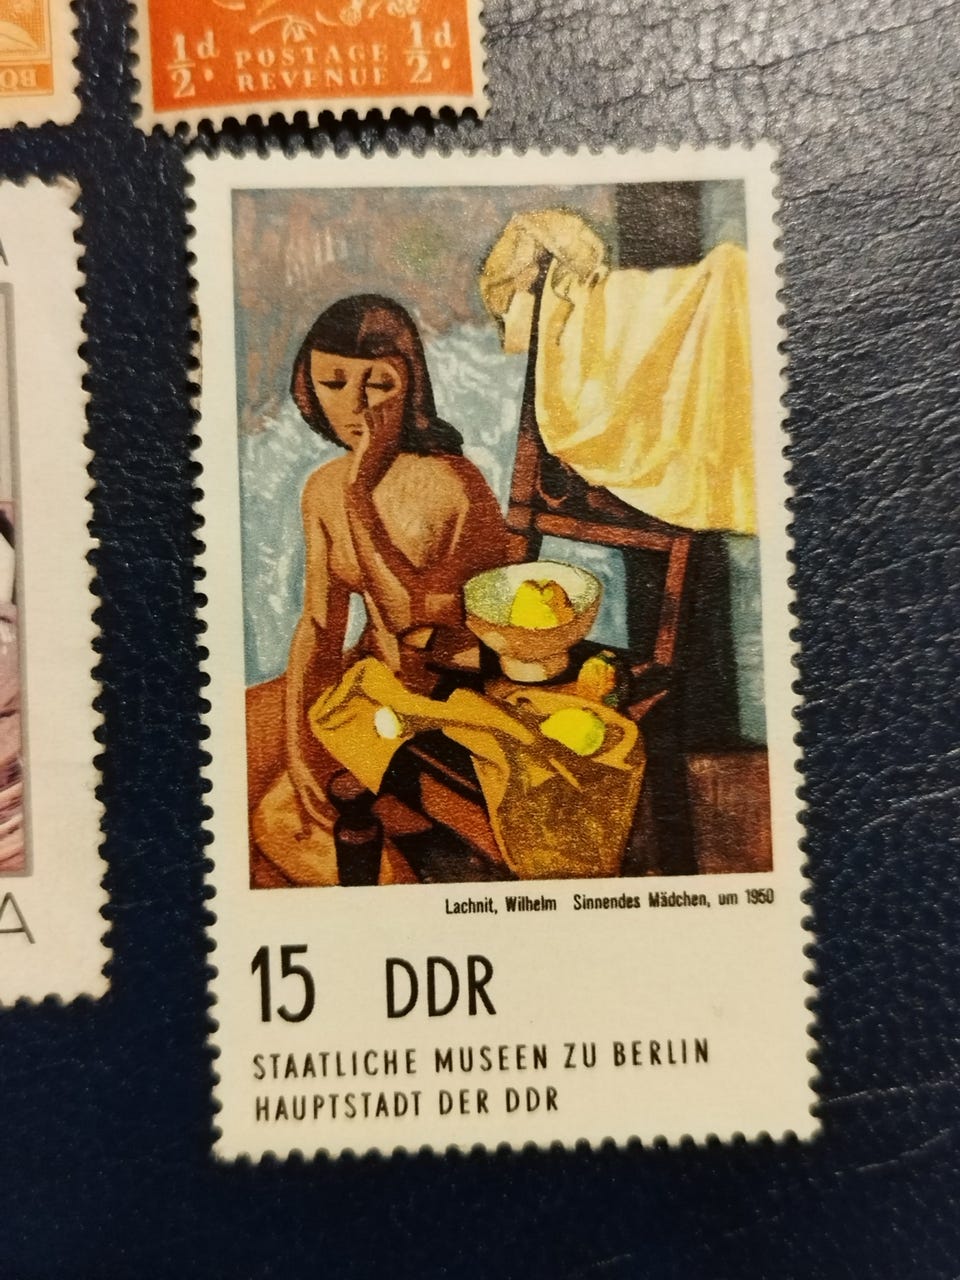 ½d. POSTAGE ½d.
REVENUE
A
A
Lachnit, Wilhelm Sinnendes Mädchen, um 1950
15 DDR
STAATLICHE MUSEEN ZU BERLIN
HAUPTSTADT DER DDR